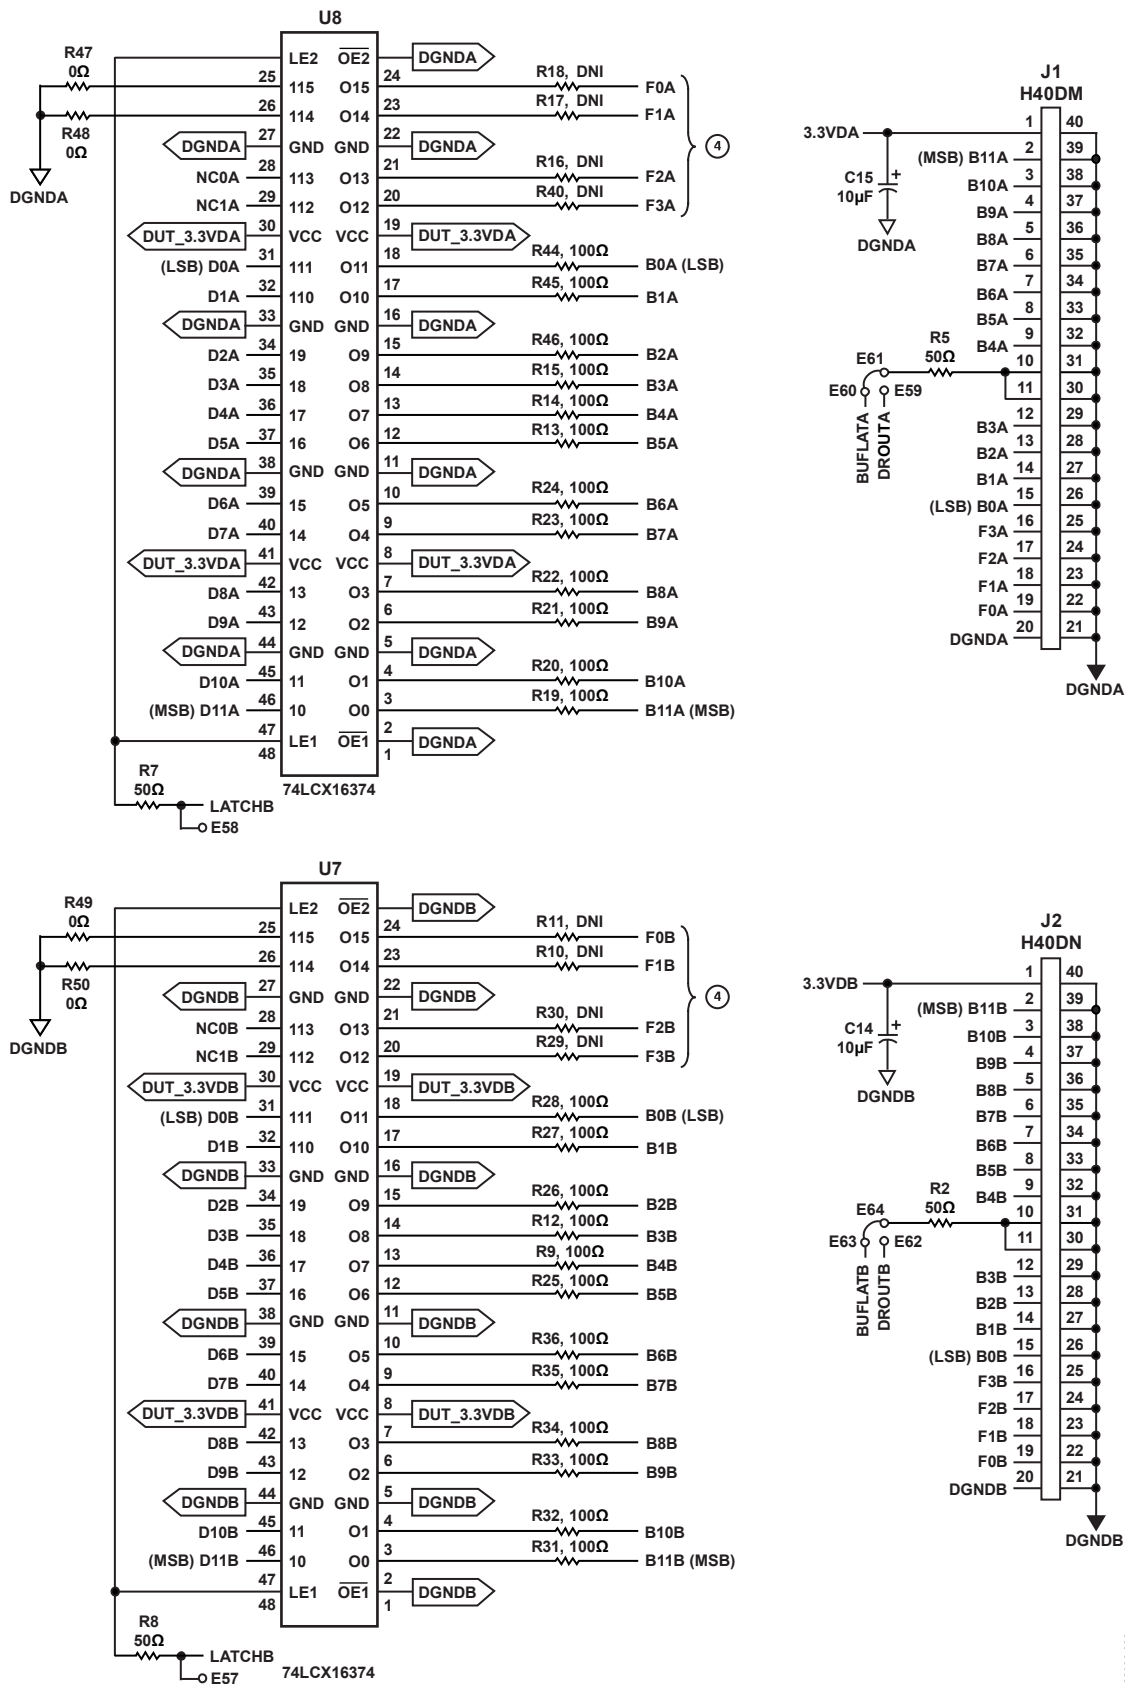 U8
R47
0Ω
R48
0Ω
DGNDA
LE2 OE2 DGNDA
25 115 O15 24 R18, DNI F0A
26 114 O14 23 R17, DNI F1A
DGNDA 27 GND GND 22 DGNDA
NC0A 28 113 O13 21 R16, DNI F2A
NC1A 29 112 O12 20 R40, DNI F3A
4
DUT_3.3VDA 30 VCC VCC 19 DUT_3.3VDA
(LSB) D0A 31 111 O11 18 R44, 100Ω B0A (LSB)
D1A 32 110 O10 17 R45, 100Ω B1A
DGNDA 33 GND GND 16 DGNDA
D2A 34 19 O9 15 R46, 100Ω B2A
D3A 35 18 O8 14 R15, 100Ω B3A
D4A 36 17 O7 13 R14, 100Ω B4A
D5A 37 16 O6 12 R13, 100Ω B5A
DGNDA 38 GND GND 11 DGNDA
D6A 39 15 O5 10 R24, 100Ω B6A
D7A 40 14 O4 9 R23, 100Ω B7A
DUT_3.3VDA 41 VCC VCC 8 DUT_3.3VDA
D8A 42 13 O3 7 R22, 100Ω B8A
D9A 43 12 O2 6 R21, 100Ω B9A
DGNDA 44 GND GND 5 DGNDA
D10A 45 11 O1 4 R20, 100Ω B10A
(MSB) D11A 46 10 O0 3 R19, 100Ω B11A (MSB)
47 LE1 OE1 2 DGNDA
48 1
R7
50Ω
LATCHB
E58
74LCX16374
J1
H40DM
3.3VDA 1 40
(MSB) B11A 2 39
B10A 3 38
B9A 4 37
B8A 5 36
B7A 6 35
B6A 7 34
B5A 8 33
B4A 9 32
10 31
11 30
B3A 12 29
B2A 13 28
B1A 14 27
(LSB) B0A 15 26
F3A 16 25
F2A 17 24
F1A 18 23
F0A 19 22
DGNDA 20 21
C15
10µF
+
DGNDA
R5
50Ω
E61
E60
E59
BUFLATA
DROUTA
DGNDA
U7
R49
0Ω
R50
0Ω
DGNDB
LE2 OE2 DGNDB
25 115 O15 24 R11, DNI F0B
26 114 O14 23 R10, DNI F1B
DGNDB 27 GND GND 22 DGNDB
NC0B 28 113 O13 21 R30, DNI F2B
NC1B 29 112 O12 20 R29, DNI F3B
4
DUT_3.3VDB 30 VCC VCC 19 DUT_3.3VDB
(LSB) D0B 31 111 O11 18 R28, 100Ω B0B (LSB)
D1B 32 110 O10 17 R27, 100Ω B1B
DGNDB 33 GND GND 16 DGNDB
D2B 34 19 O9 15 R26, 100Ω B2B
D3B 35 18 O8 14 R12, 100Ω B3B
D4B 36 17 O7 13 R9, 100Ω B4B
D5B 37 16 O6 12 R25, 100Ω B5B
DGNDB 38 GND GND 11 DGNDB
D6B 39 15 O5 10 R36, 100Ω B6B
D7B 40 14 O4 9 R35, 100Ω B7B
DUT_3.3VDB 41 VCC VCC 8 DUT_3.3VDB
D8B 42 13 O3 7 R34, 100Ω B8B
D9B 43 12 O2 6 R33, 100Ω B9B
DGNDB 44 GND GND 5 DGNDB
D10B 45 11 O1 4 R32, 100Ω B10B
(MSB) D11B 46 10 O0 3 R31, 100Ω B11B (MSB)
47 LE1 OE1 2 DGNDB
48 1
R8
50Ω
LATCHB
E57
74LCX16374
J2
H40DN
3.3VDB 1 40
(MSB) B11B 2 39
B10B 3 38
B9B 4 37
B8B 5 36
B7B 6 35
B6B 7 34
B5B 8 33
B4B 9 32
10 31
11 30
B3B 12 29
B2B 13 28
B1B 14 27
(LSB) B0B 15 26
F3B 16 25
F2B 17 24
F1B 18 23
F0B 19 22
DGNDB 20 21
C14
10µF
+
DGNDB
R2
50Ω
E64
E63
E62
BUFLATB
DROUTB
DGNDB